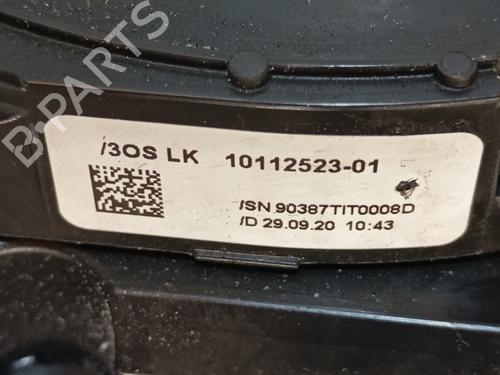 B-PARTS
/3OS LK 10112523-01
/SN 90387TIT0008D
/D 29.09.20 10:43